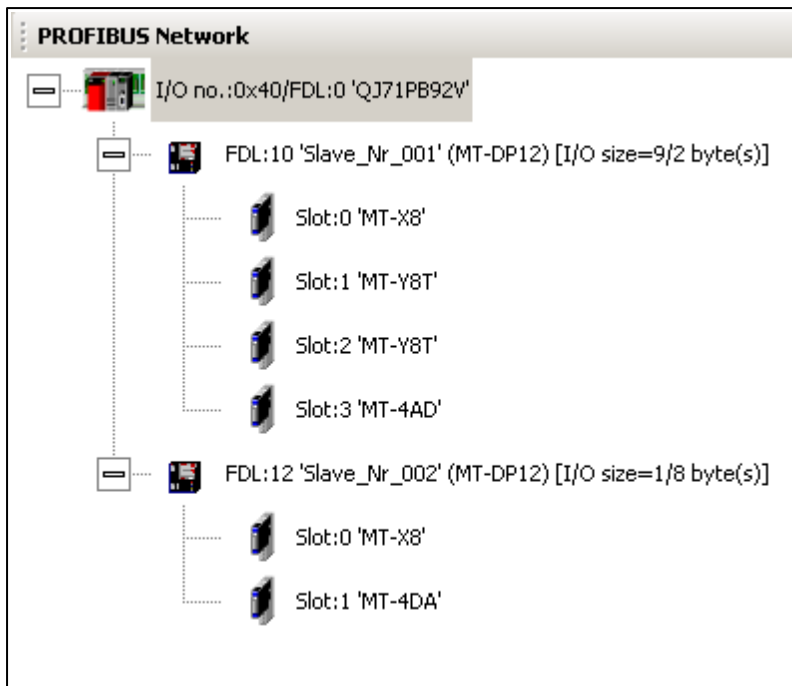 PROFIBUS Network
I/O no.:0x40/FDL:0 'QJ71PB92V'
FDL:10 'Slave_Nr_001' (MT-DP12) [I/O size=9/2 byte(s)]
Slot:0 'MT-X8'
Slot:1 'MT-Y8T'
Slot:2 'MT-Y8T'
Slot:3 'MT-4AD'
FDL:12 'Slave_Nr_002' (MT-DP12) [I/O size=1/8 byte(s)]
Slot:0 'MT-X8'
Slot:1 'MT-4DA'